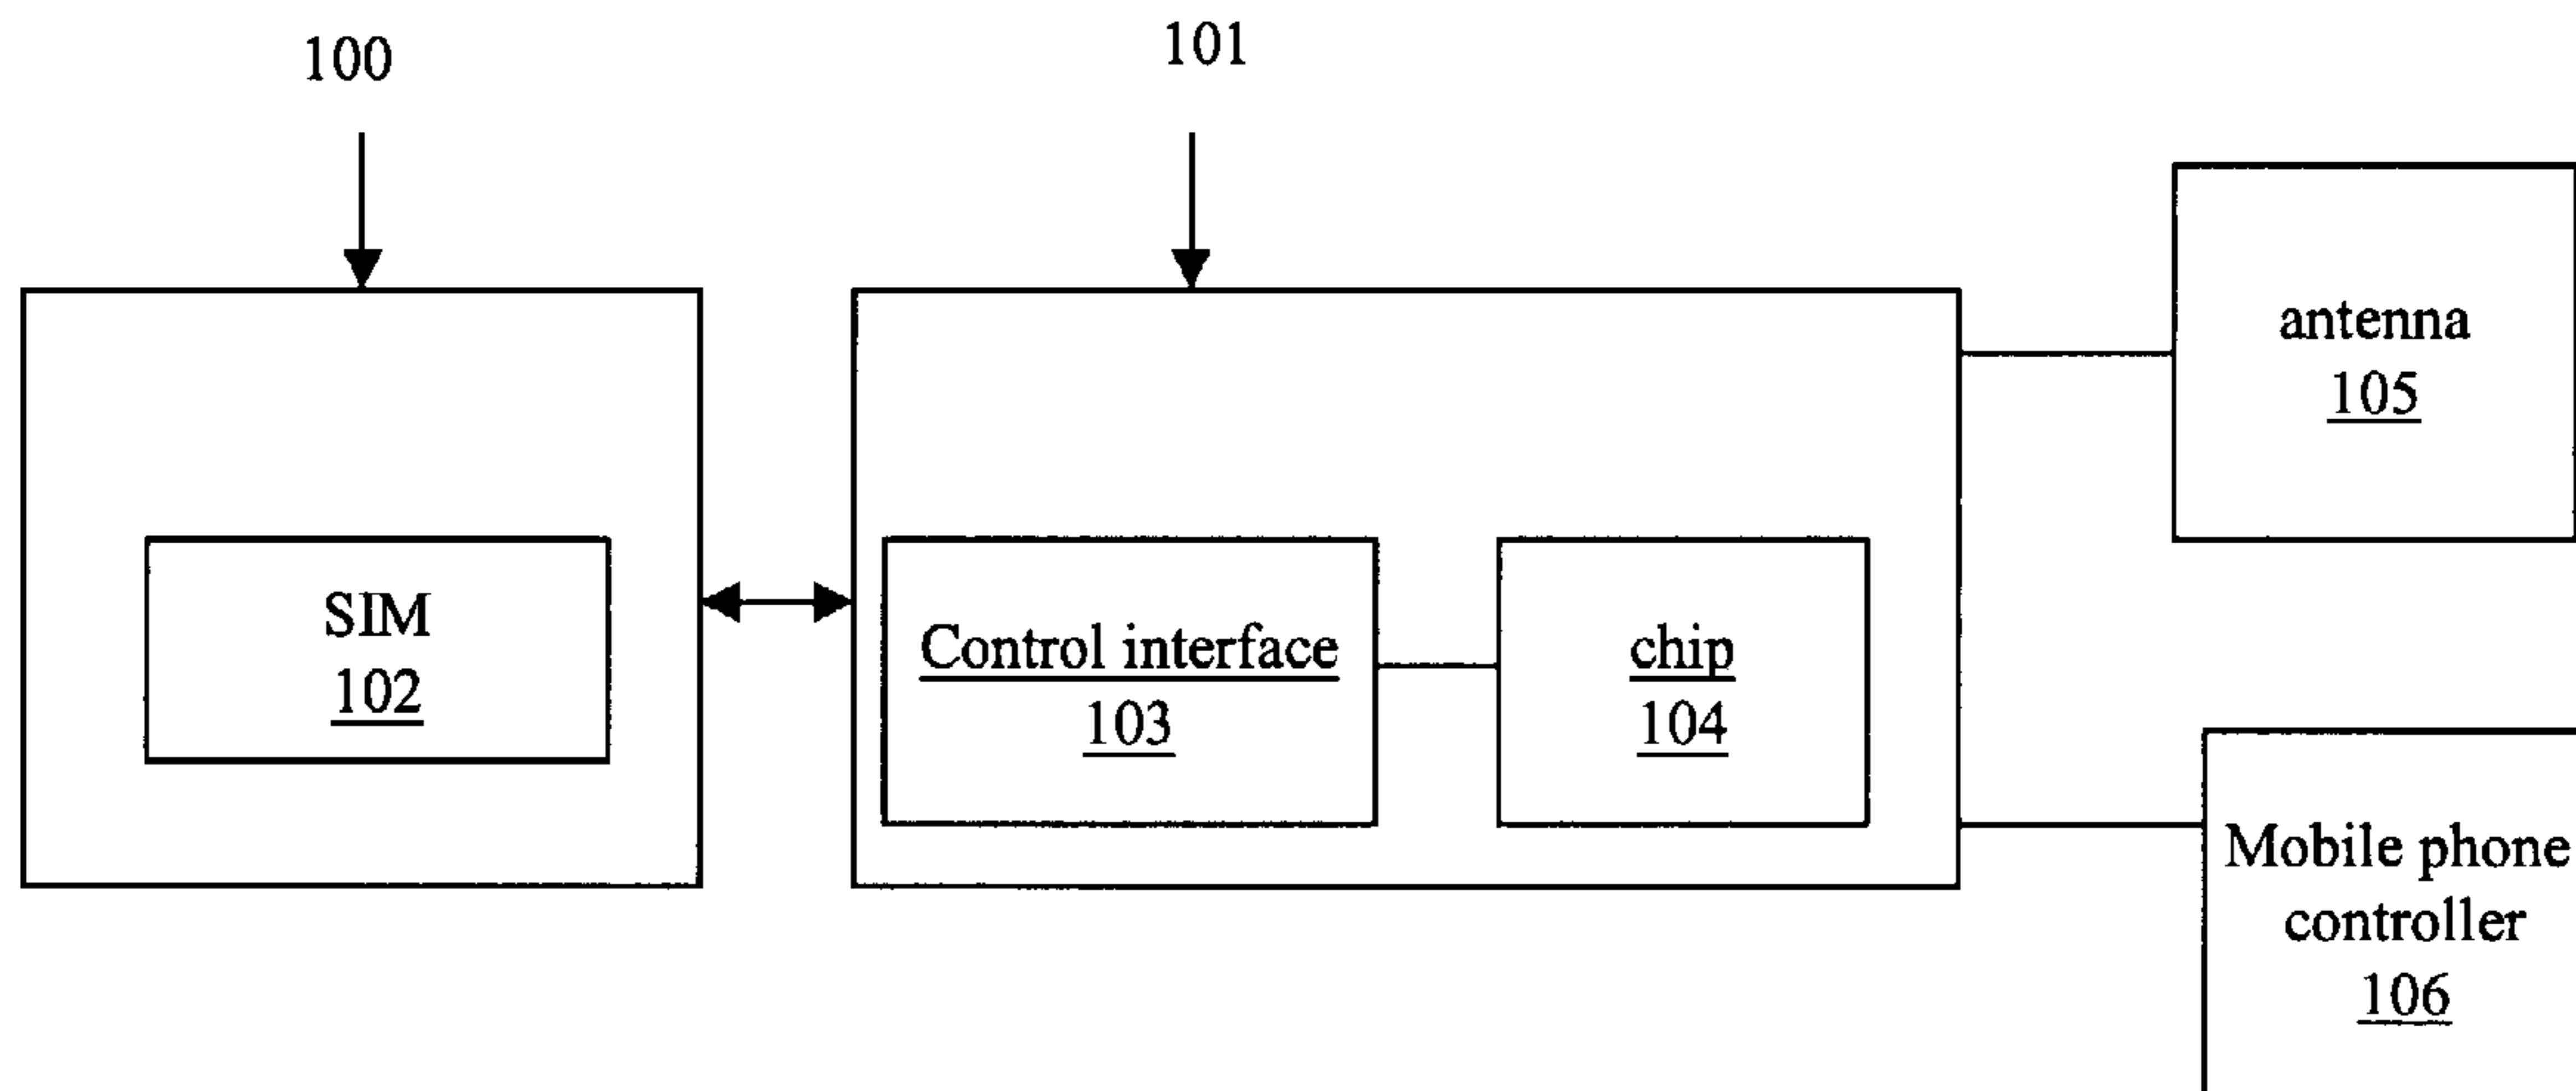 100
101
antenna
105
SIM
102
Control interface
103
chip
104
Mobile phone
controller
106